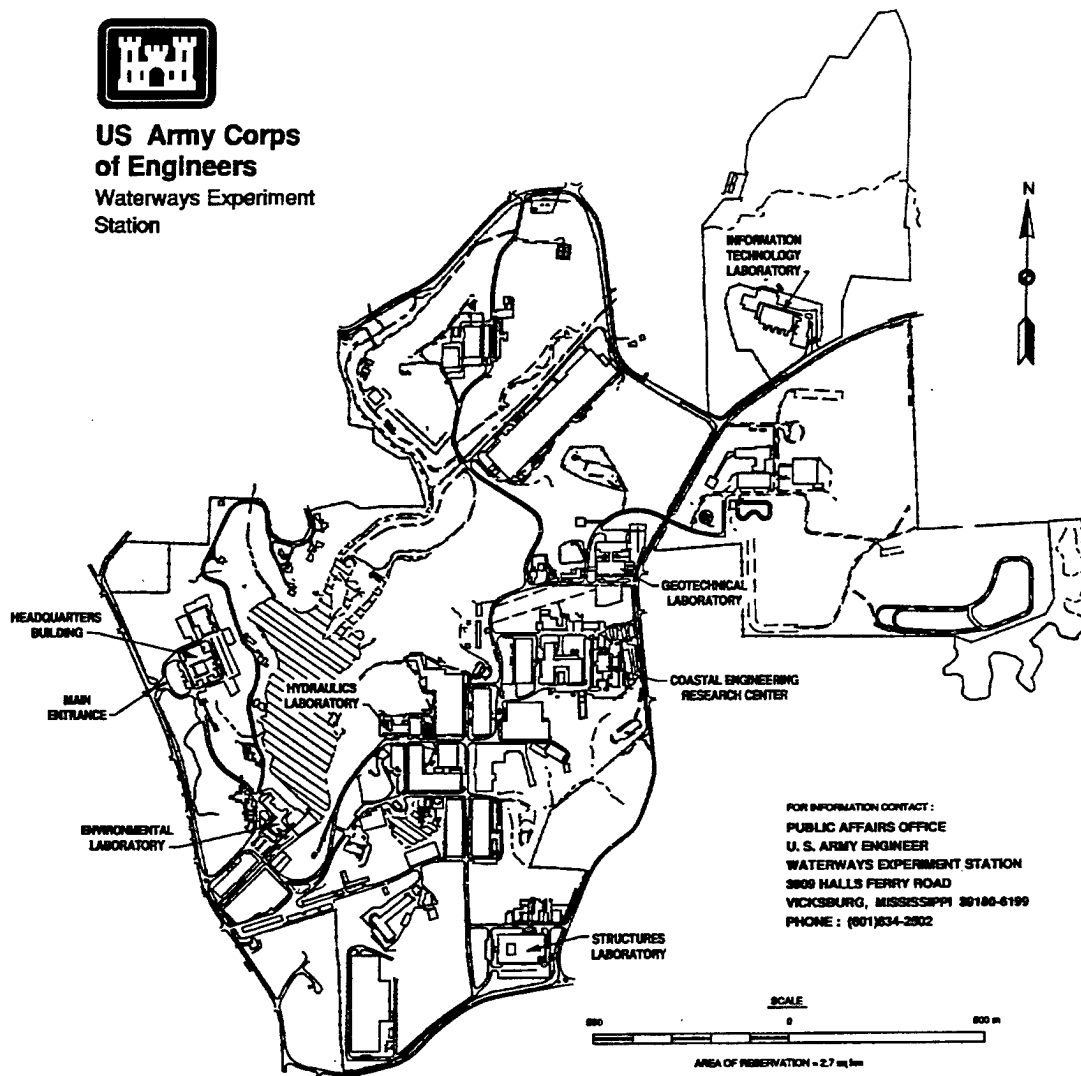 US Army Corps
of Engineers
Waterways Experiment
Station
N
INFORMATION
TECHNOLOGY
LABORATORY
GEOTECHNICAL
LABORATORY
HEADQUARTERS
BUILDING
MAIN
ENTRANCE
HYDRAULICS
LABORATORY
COASTAL ENGINEERING
RESEARCH CENTER
ENVIRONMENTAL
LABORATORY
STRUCTURES
LABORATORY
FOR INFORMATION CONTACT :
PUBLIC AFFAIRS OFFICE
U. S. ARMY ENGINEER
WATERWAYS EXPERIMENT STATION
3909 HALLS FERRY ROAD
VICKSBURG, MISSISSIPPI 39180-6199
PHONE : (601)634-2502
SCALE
0
m
AREA OF RESERVATION = 2.7 sq km